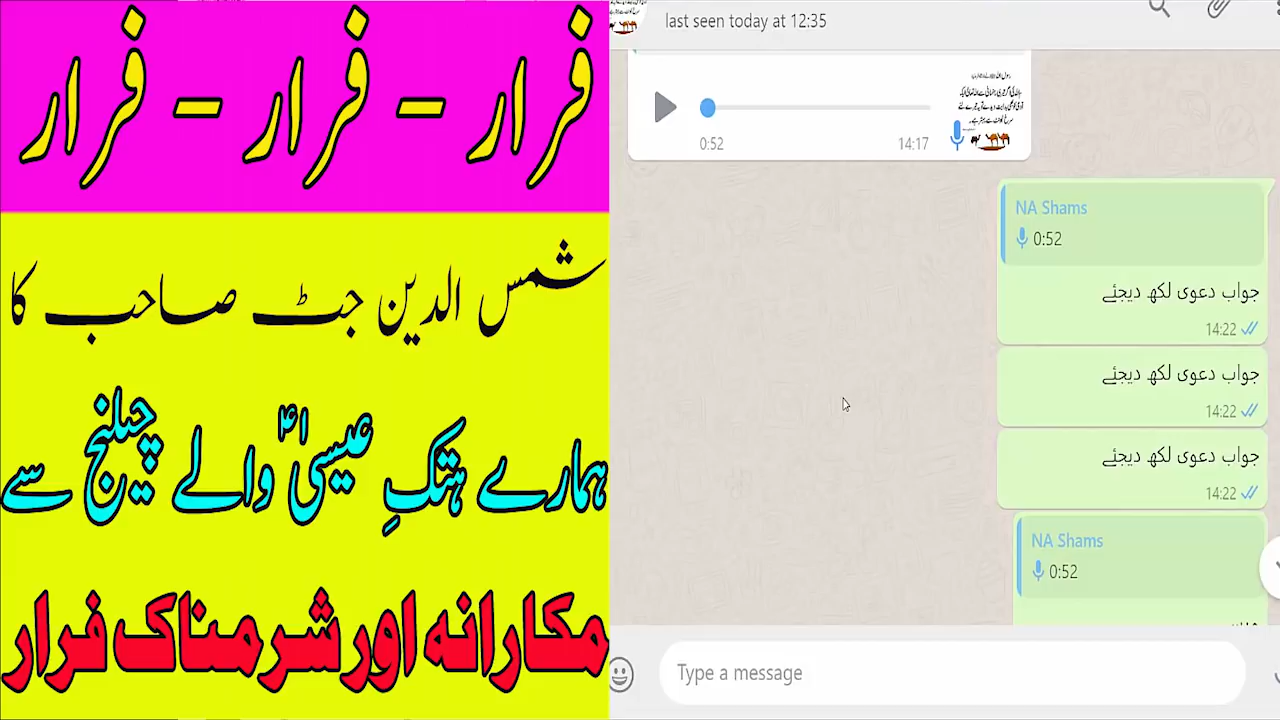 فرار - فرار - فرار
شمس الدین جٹ صاحب کا
ہمارے ہتکِ عیسیٰؑ والے چیلنج سے
مکارانہ اور شرمناک فرار
last seen today at 12:35
0:52
14:17
NA Shams
0:52
جواب دعوی لکھ دیجئے
14:22
جواب دعوی لکھ دیجئے
14:22
جواب دعوی لکھ دیجئے
14:22
NA Shams
0:52
Type a message